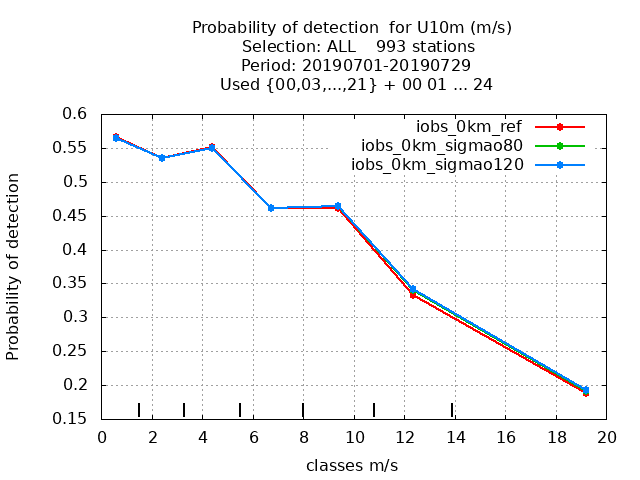 Probability of detection  for U10m (m/s)
Selection: ALL    993 stations
Period: 20190701-20190729
Used {00,03,...,21} + 00 01 ... 24
iobs_0km_ref
iobs_0km_sigmao80
iobs_0km_sigmao120
Probability of detection
0.6
0.55
0.5
0.45
0.4
0.35
0.3
0.25
0.2
0.15
0 2 4 6 8 10 12 14 16 18 20
classes m/s